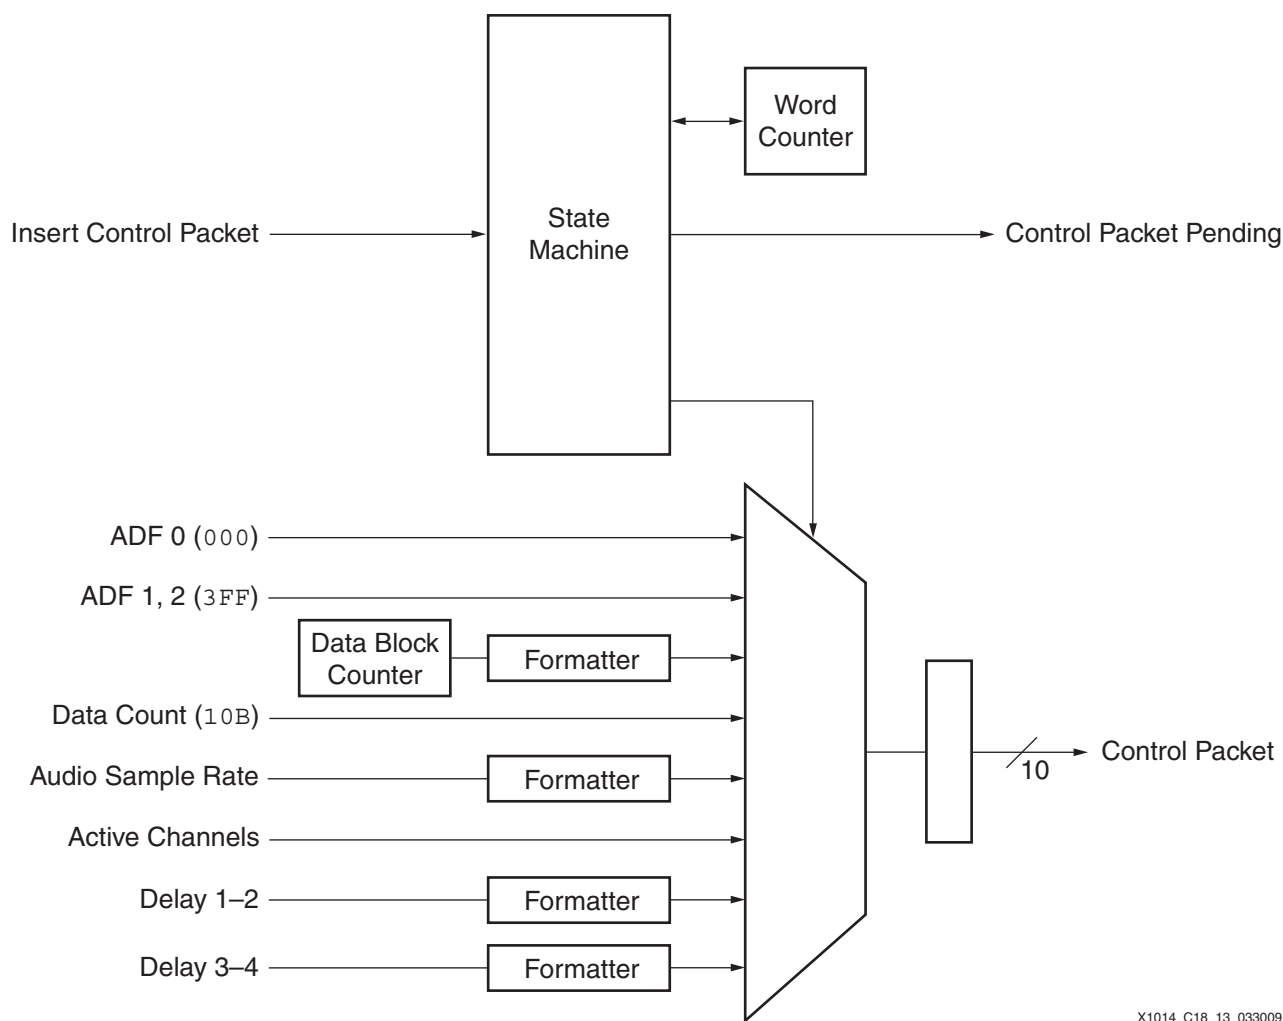 Word
Counter
Insert Control Packet
State
Machine
Control Packet Pending
ADF 0 (000)
ADF 1, 2 (3FF)
Data Block
Counter
Formatter
Data Count (10B)
Audio Sample Rate
Formatter
10
Control Packet
Active Channels
Delay 1–2
Formatter
Delay 3–4
Formatter
X1014_C18_13_033009